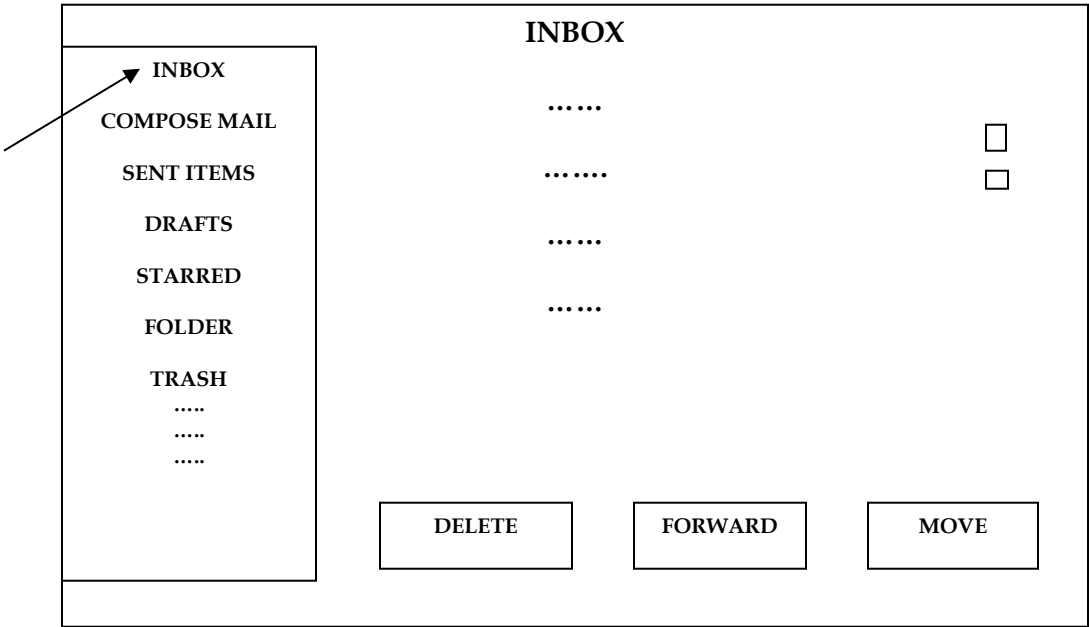 INBOX
INBOX
COMPOSE MAIL
SENT ITEMS
DRAFTS
STARRED
FOLDER
TRASH
.....
.....
.....
……
…….
……
……
DELETE
FORWARD
MOVE